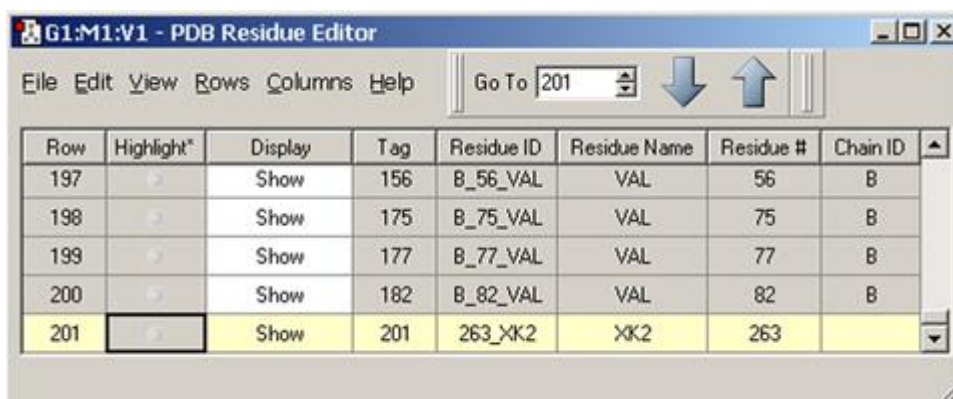 G1:M1:V1 - PDB Residue Editor
File Edit View Rows Columns Help Go To 201
Row Highlight* Display Tag Residue ID Residue Name Residue # Chain ID
197 Show 156 B_56_VAL VAL 56 B
198 Show 175 B_75_VAL VAL 75 B
199 Show 177 B_77_VAL VAL 77 B
200 Show 182 B_82_VAL VAL 82 B
201 Show 201 263_XK2 XK2 263